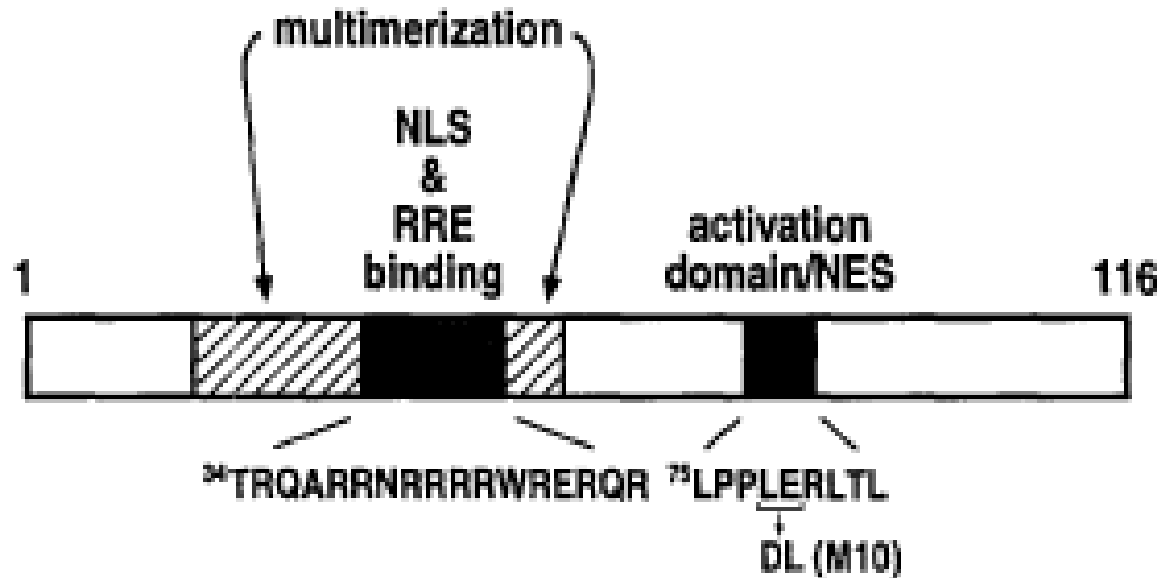 multimerization
NLS
&
RRE
binding
activation
domain/NES
1
116
34TRQARRNRRRRWRERQR
75LPPLERLTL
DL (M10)